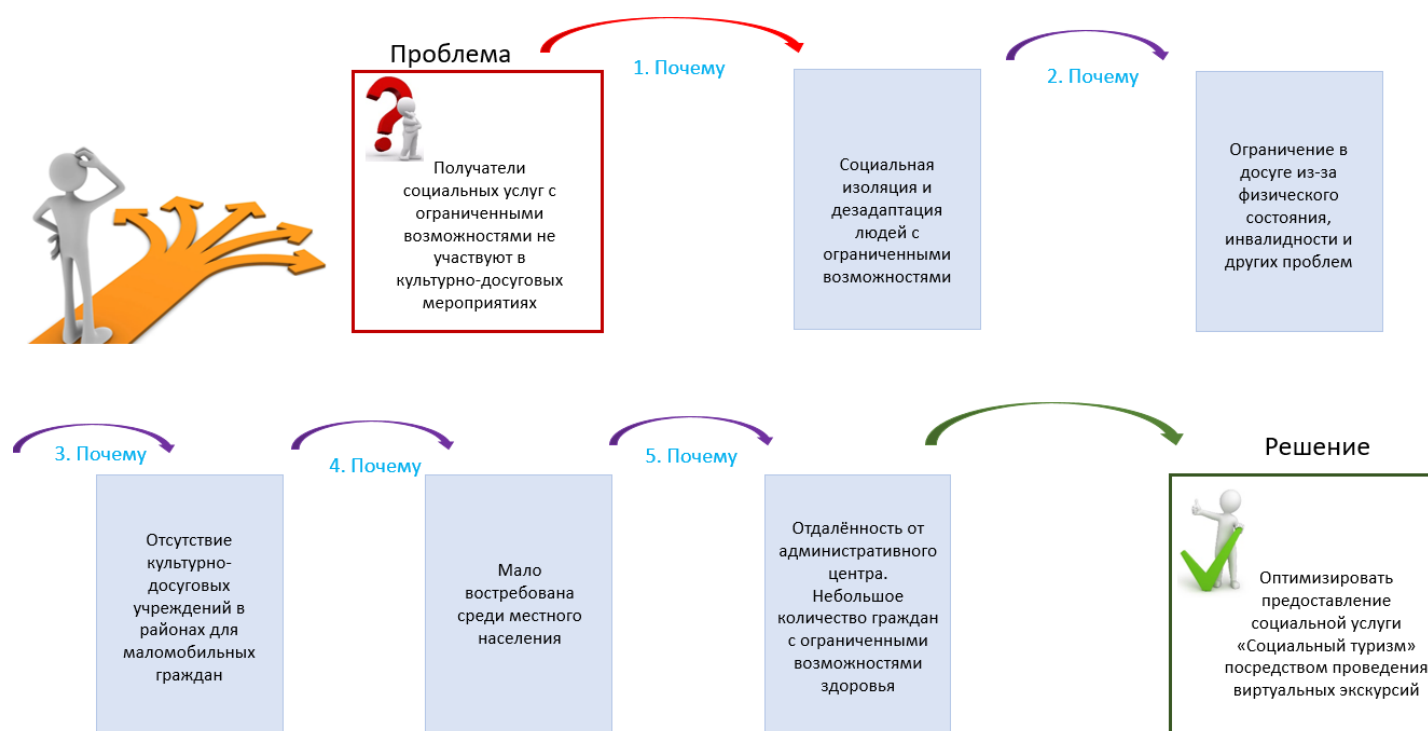 Проблема
1. Почему
2. Почему
Получатели
социальных услуг с
ограниченными
возможностями не
участвуют в
культурно-досуговых
мероприятиях
Социальная
изоляция и
дезадаптация
людей с
ограниченными
возможностями
Ограничение в
досуге из-за
физического
состояния,
инвалидности и
других проблем
3. Почему
4. Почему
5. Почему
Решение
Отсутствие
культурно-
досуговых
учреждений в
районах для
маломобильных
граждан
Мало
востребована
среди местного
населения
Отдалённость от
административного
центра.
Небольшое
количество граждан
с ограниченными
возможностями
здоровья
Оптимизировать
предоставление
социальной услуги
«Социальный туризм»
посредством проведения
виртуальных экскурсий